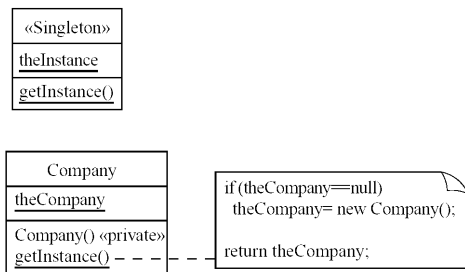 «Singleton»
theInstance
getInstance()
Company
theCompany
Company() «private»
getInstance()
if (theCompany==null)
theCompany= new Company();
return theCompany;